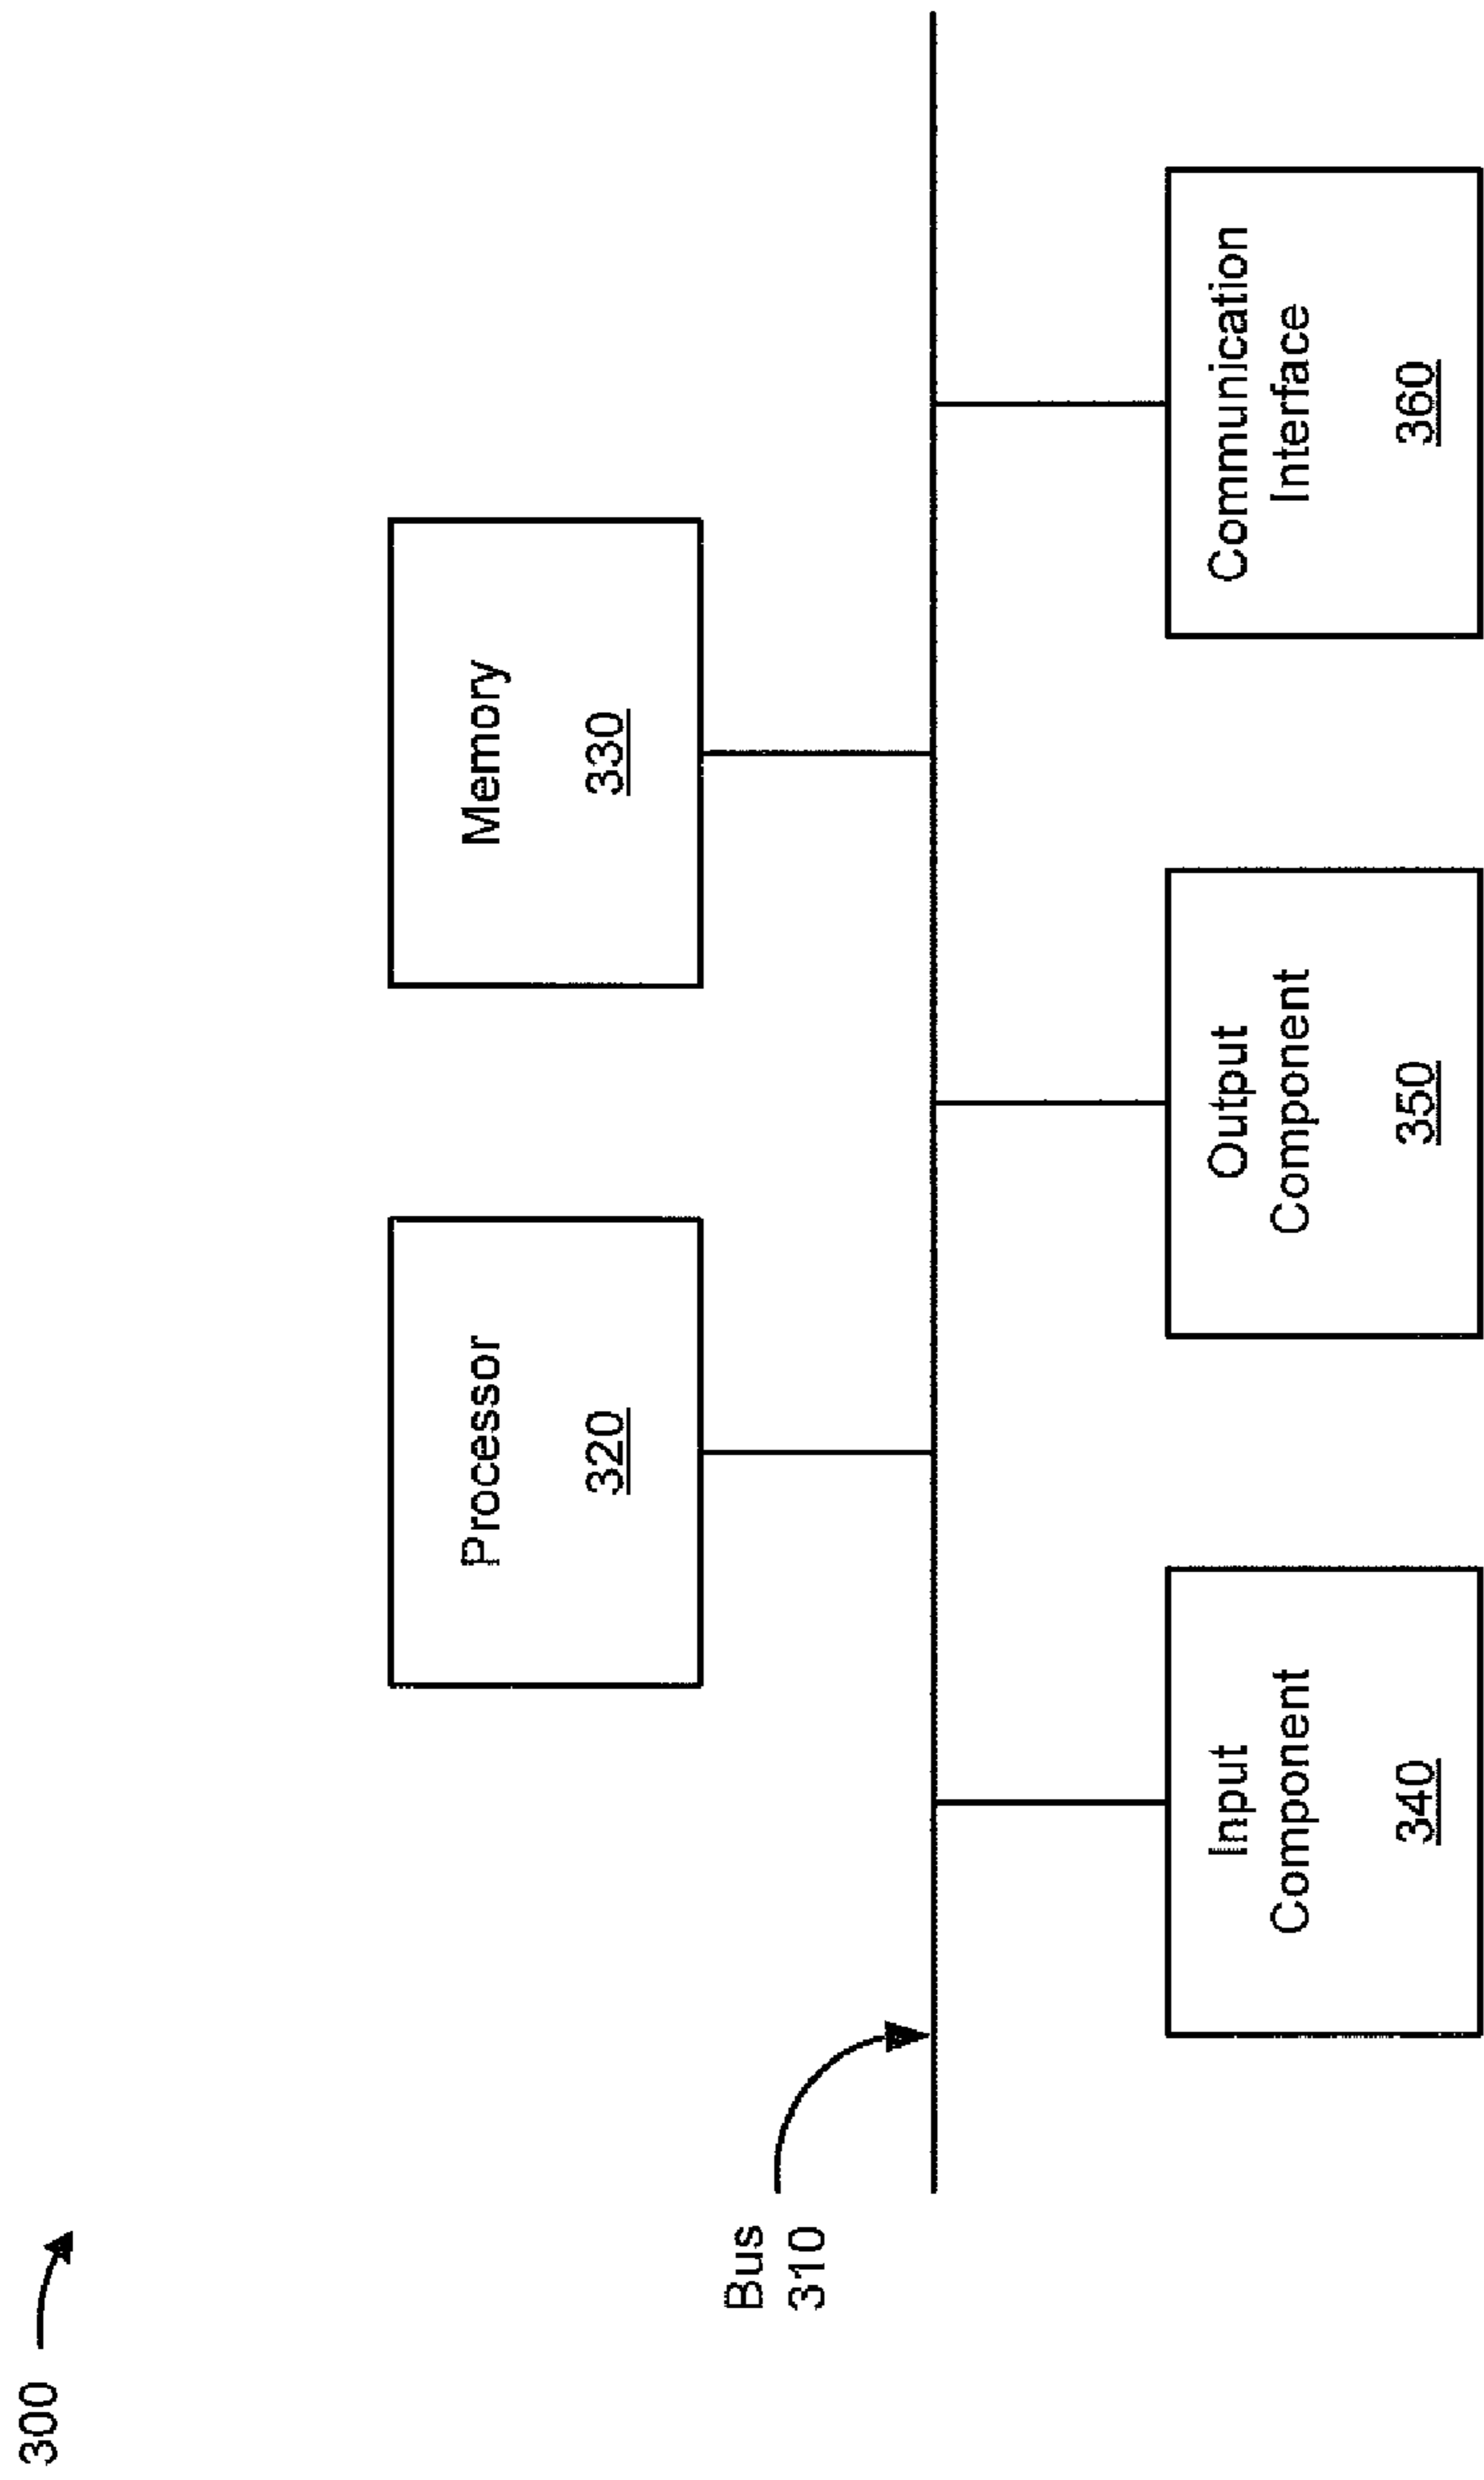 300
Processor
320
Memory
330
Bus
310
Input
Component
340
Output
Component
350
Communication
Interface
360